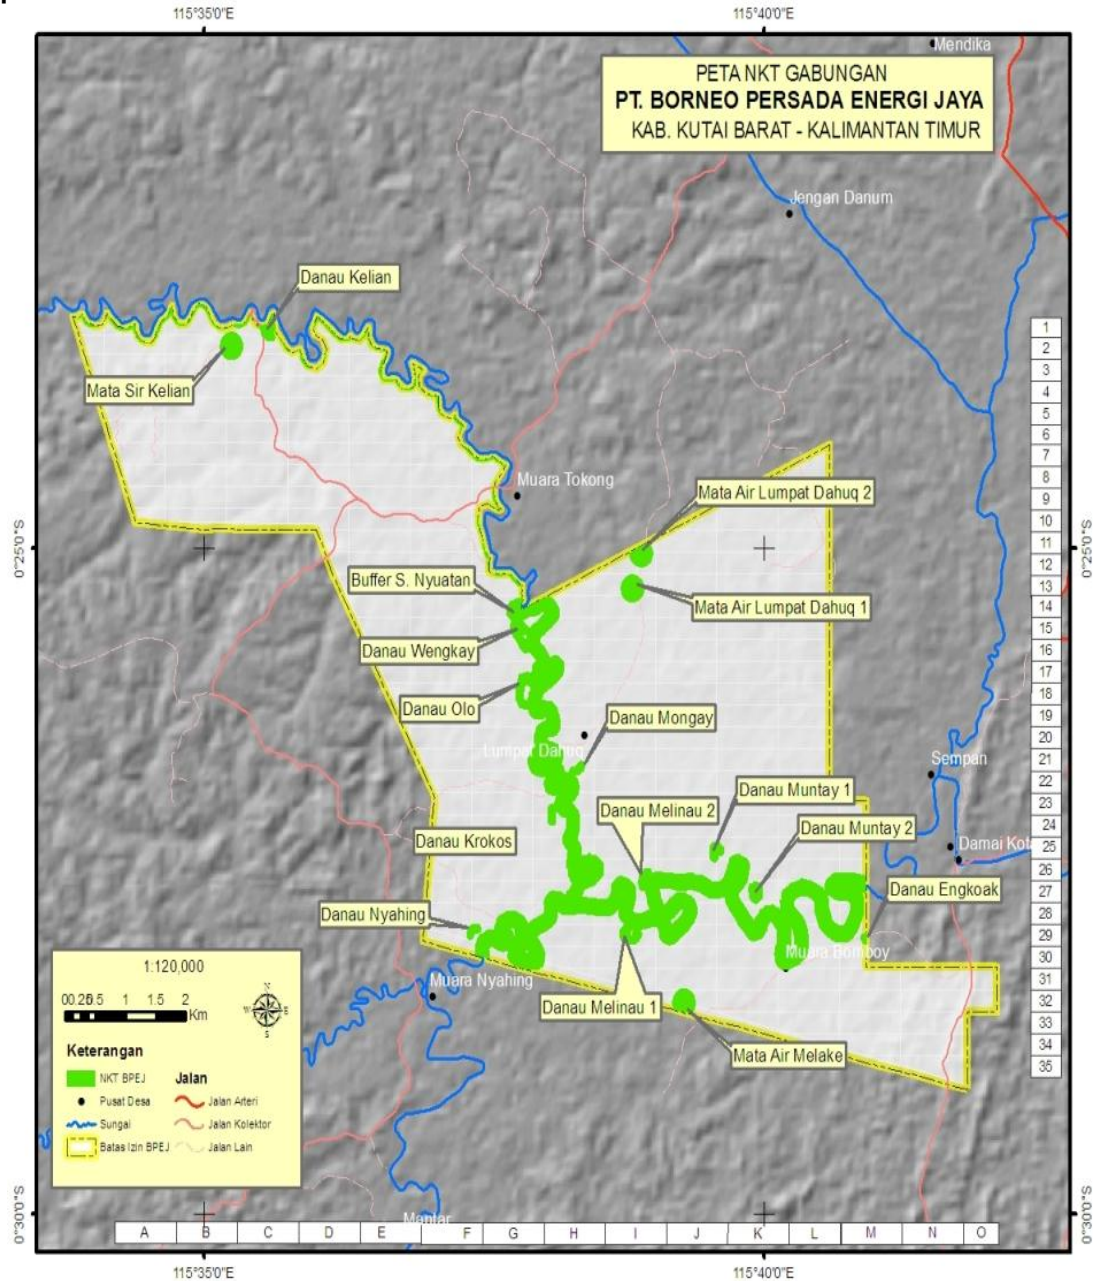 115°35'0"E
115°40'0"E
Mendika
PETA NKT GABUNGAN
PT. BORNEO PERSADA ENERGI JAYA
KAB. KUTAI BARAT - KALIMANTAN TIMUR
Jengan Danum
Danau Kelian
Mata Sir Kelian
Muara Tokong
Mata Air Lumpat Dahuq 2
0°25'0"S
0°25'0"S
Buffer S. Nyuatan
Mata Air Lumpat Dahuq 1
Danau Wengkay
Danau Olo
Danau Mongay
Lumpat Dahuq
Sempan
Danau Muntay 1
Danau Melinau 2
Danau Muntay 2
Danau Krokos
Damai Kota
Danau Engkoak
Danau Nyahing
Muara Bomboy
Muara Nyahing
Danau Melinau 1
Mata Air Melake
1
2
3
4
5
6
7
8
9
10
11
12
13
14
15
16
17
18
19
20
21
22
23
24
25
26
27
28
29
30
31
32
33
34
35
1:120,000
N
W
E
S
00.250.5 1 1.5 2
Km
Keterangan
NKT BPEJ
Pusat Desa
Sungai
Batas Izin BPEJ
Jalan
Jalan Arteri
Jalan Kolektor
Jalan Lain
Mantar
0°30'0"S
0°30'0"S
A B C D E F G H I J K L M N O
115°35'0"E
115°40'0"E